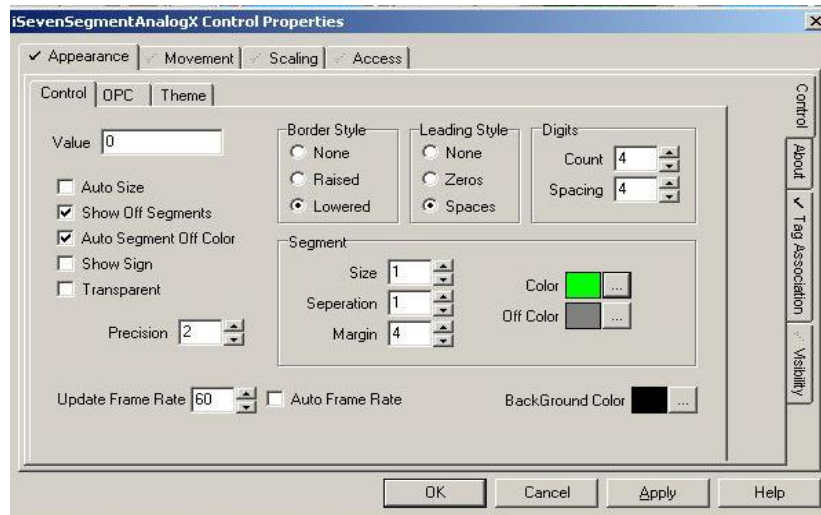 iSevenSegmentAnalogX Control Properties
Appearance Movement Scaling Access
Control OPC Theme
Value 0
Auto Size
Show Off Segments
Auto Segment Off Color
Show Sign
Transparent
Precision 2
Border Style
None
Raised
Lowered
Leading Style
None
Zeros
Spaces
Digits
Count 4
Spacing 4
Segment
Size 1
Seperation 1
Margin 4
Color ...
Off Color ...
Update Frame Rate 60 Auto Frame Rate
BackGround Color ...
Control
About
Tag Association
Visibility
OK Cancel Apply Help